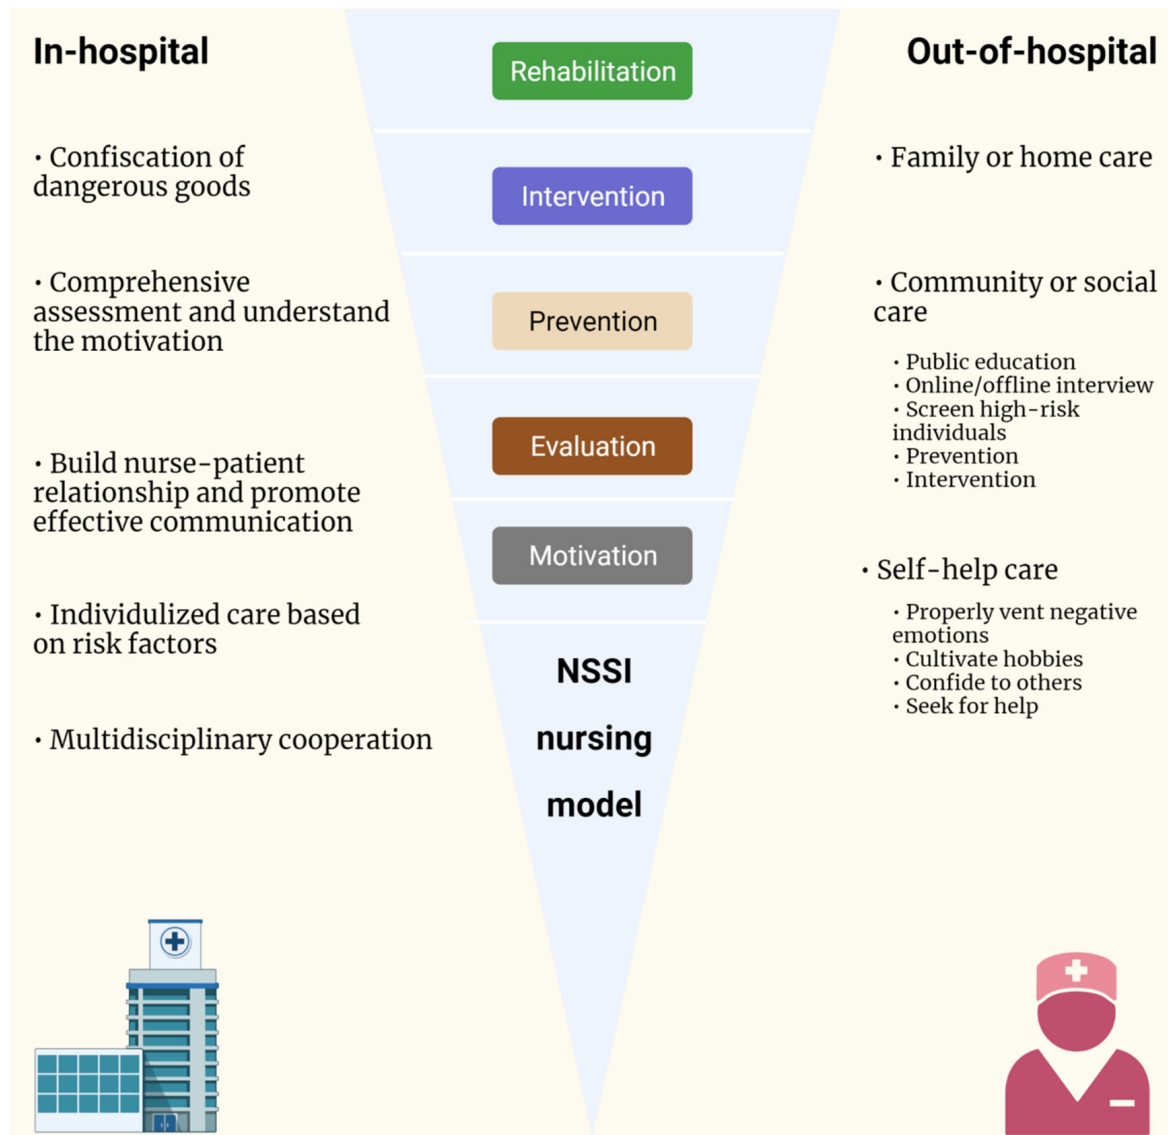 In-hospital
• Confiscation of
dangerous goods
• Comprehensive
assessment and understand
the motivation
• Build nurse-patient
relationship and promote
effective communication
• Individulized care based
on risk factors
• Multidisciplinary cooperation
Rehabilitation
Intervention
Prevention
Evaluation
Motivation
NSSI
nursing
model
Out-of-hospital
• Family or home care
• Community or social
care
• Public education
• Online/offline interview
• Screen high-risk
individuals
• Prevention
• Intervention
• Self-help care
• Properly vent negative
emotions
• Cultivate hobbies
• Confide to others
• Seek for help